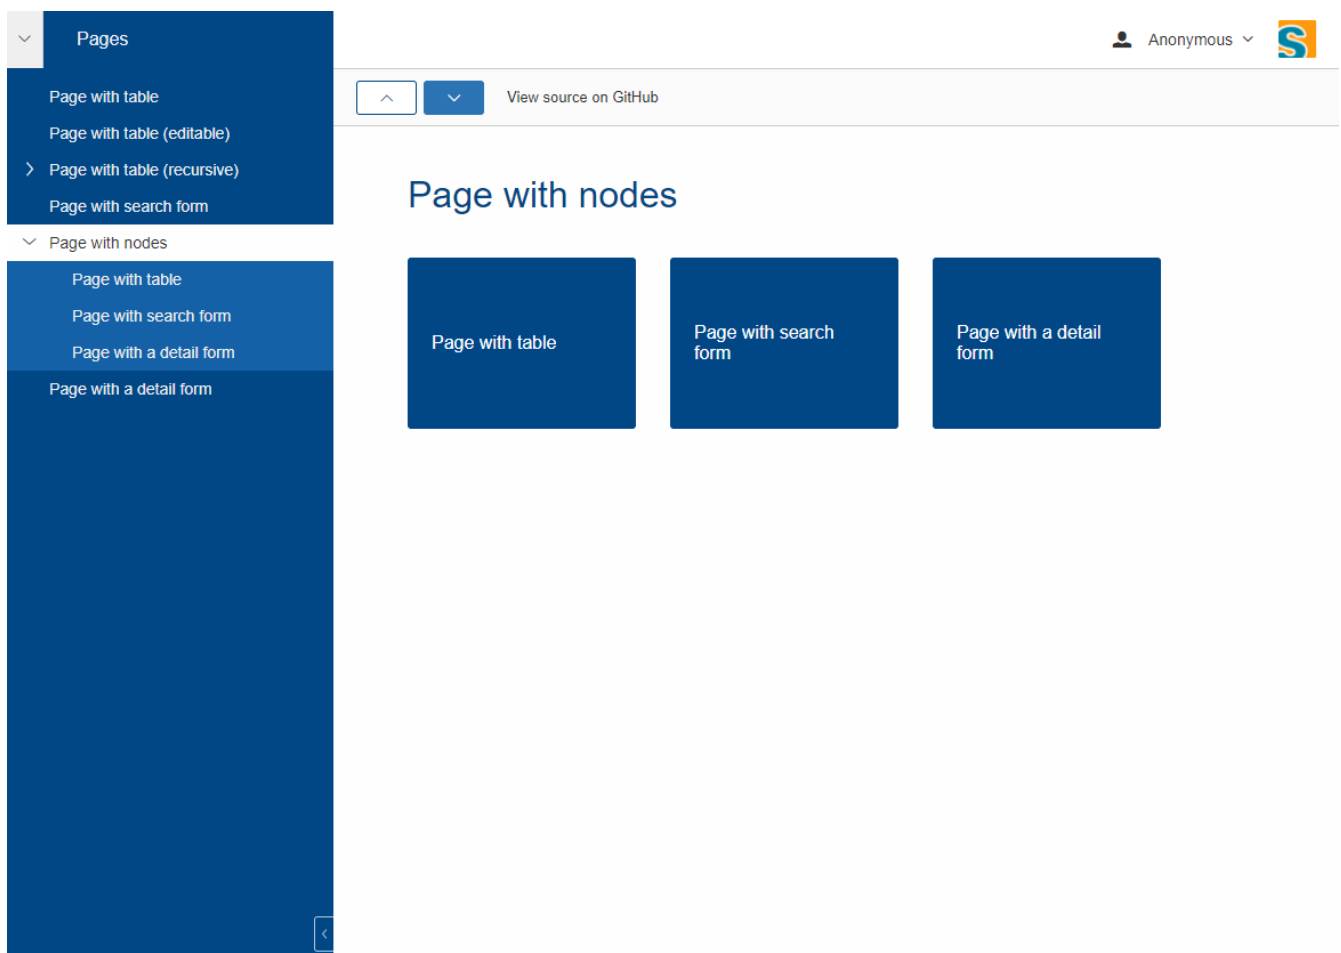 Pages
Anonymous
Page with table
Page with table (editable)
Page with table (recursive)
Page with search form
Page with nodes
Page with table
Page with search form
Page with a detail form
Page with a detail form
View source on GitHub
Page with nodes
Page with table
Page with search
form
Page with a detail
form